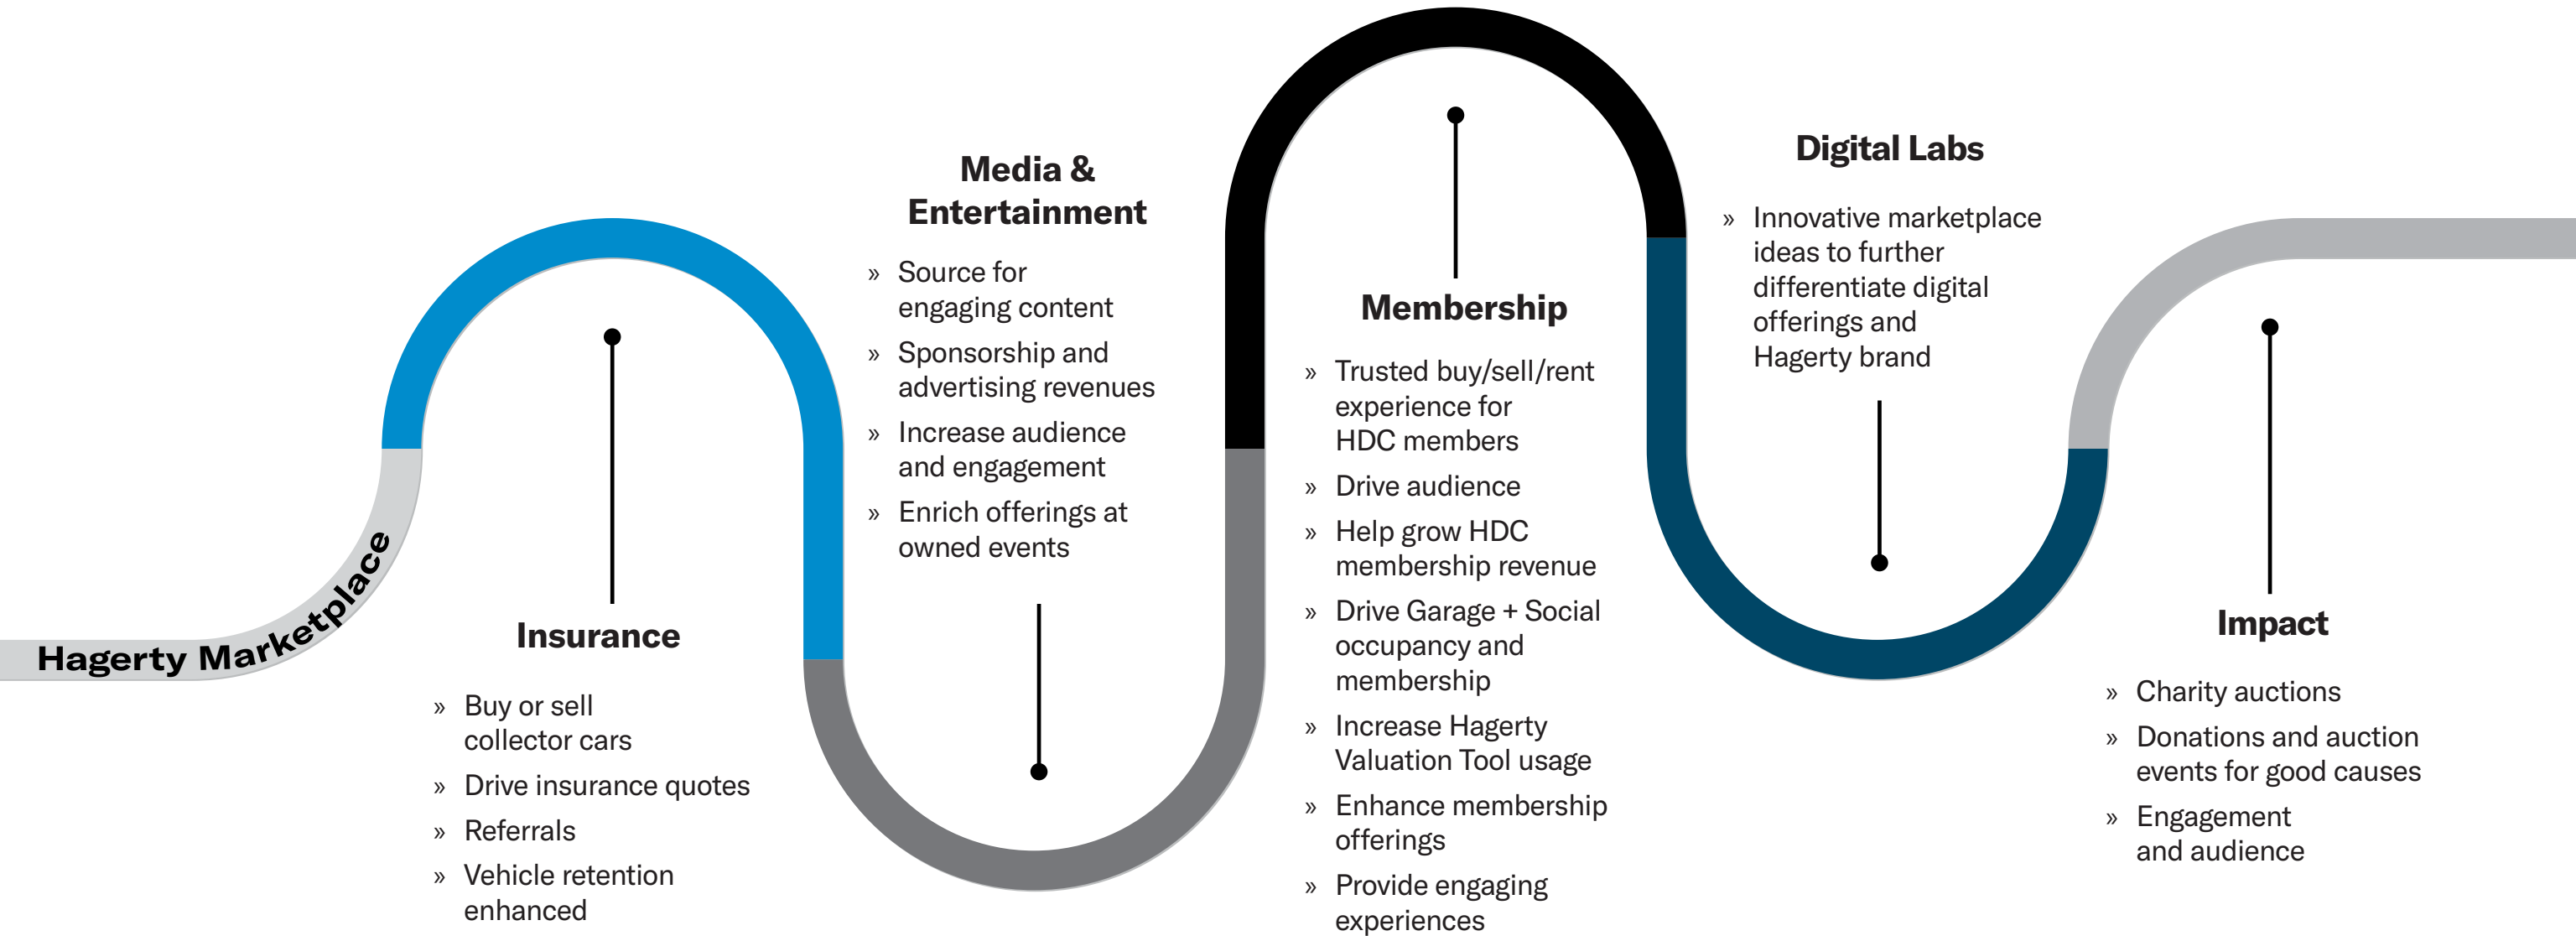 Hagerty Marketplace
Insurance
» Buy or sell
collector cars
» Drive insurance quotes
» Referrals
» Vehicle retention
enhanced
Media &
Entertainment
» Source for
engaging content
» Sponsorship and
advertising revenues
» Increase audience
and engagement
» Enrich offerings at
owned events
Membership
» Trusted buy/sell/rent
experience for
HDC members
» Drive audience
» Help grow HDC
membership revenue
» Drive Garage + Social
occupancy and
membership
» Increase Hagerty
Valuation Tool usage
» Enhance membership
offerings
» Provide engaging
experiences
Digital Labs
» Innovative marketplace
ideas to further
differentiate digital
offerings and
Hagerty brand
Impact
» Charity auctions
» Donations and auction
events for good causes
» Engagement
and audience